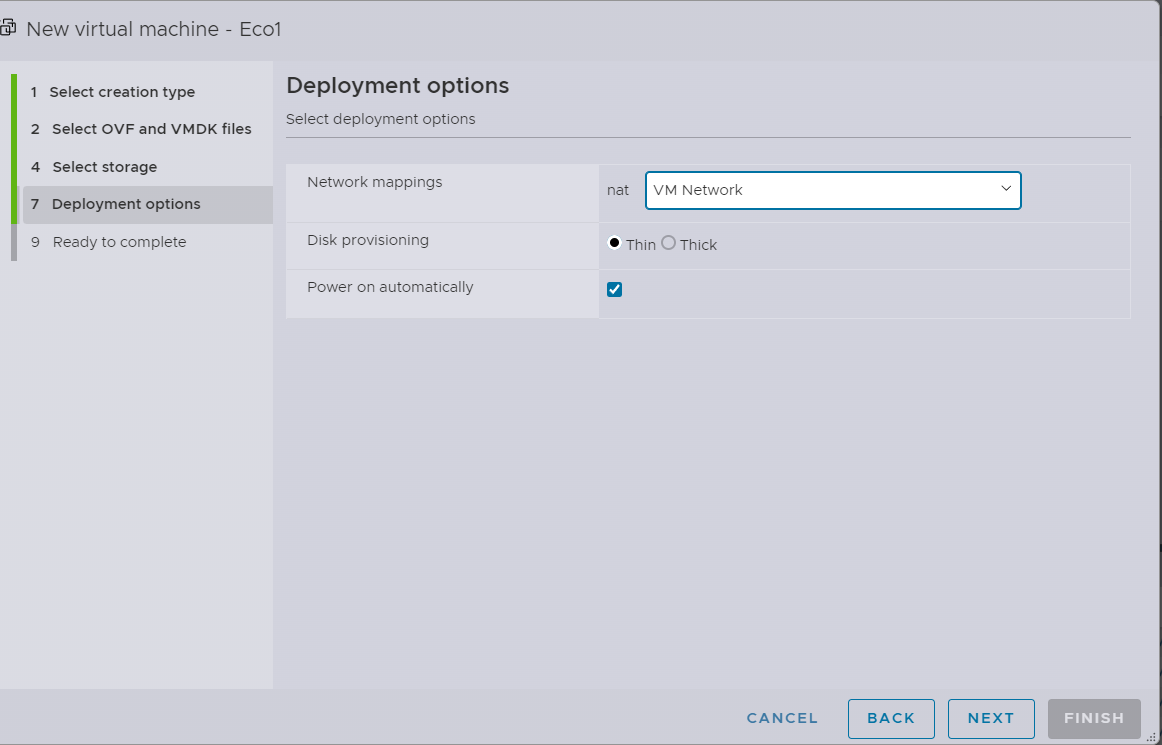 New virtual machine - Eco1
1 Select creation type
2 Select OVF and VMDK files
4 Select storage
7 Deployment options
9 Ready to complete
Deployment options
Select deployment options
Network mappings
nat VM Network
Disk provisioning
Thin Thick
Power on automatically
CANCEL BACK NEXT FINISH